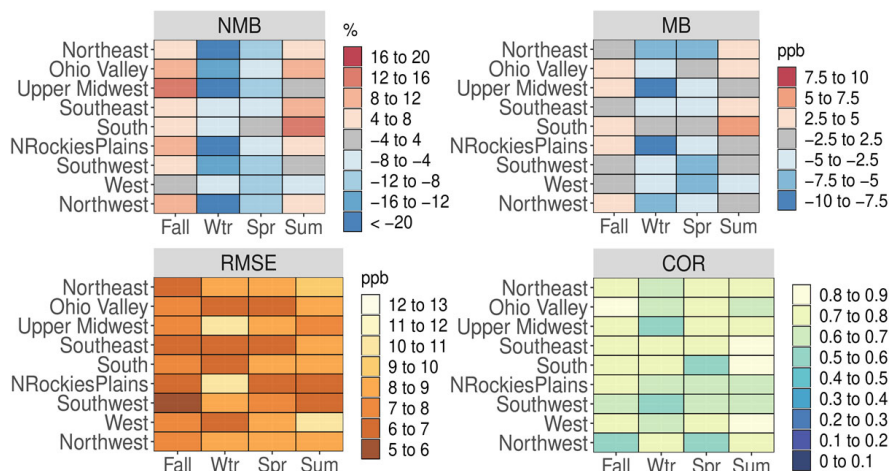 NMB
%
Northeast
Ohio Valley
Upper Midwest
Southeast
South
NRockiesPlains
Southwest
West
Northwest
Fall Wtr Spr Sum
16 to 20
12 to 16
8 to 12
4 to 8
−4 to 4
−8 to −4
−12 to −8
−16 to −12
< −20
MB
ppb
Northeast
Ohio Valley
Upper Midwest
Southeast
South
NRockiesPlains
Southwest
West
Northwest
Fall Wtr Spr Sum
7.5 to 10
5 to 7.5
2.5 to 5
−2.5 to 2.5
−5 to −2.5
−7.5 to −5
−10 to −7.5
RMSE
ppb
Northeast
Ohio Valley
Upper Midwest
Southeast
South
NRockiesPlains
Southwest
West
Northwest
Fall Wtr Spr Sum
12 to 13
11 to 12
10 to 11
9 to 10
8 to 9
7 to 8
6 to 7
5 to 6
COR
Northeast
Ohio Valley
Upper Midwest
Southeast
South
NRockiesPlains
Southwest
West
Northwest
Fall Wtr Spr Sum
0.8 to 0.9
0.7 to 0.8
0.6 to 0.7
0.5 to 0.6
0.4 to 0.5
0.3 to 0.4
0.2 to 0.3
0.1 to 0.2
0 to 0.1